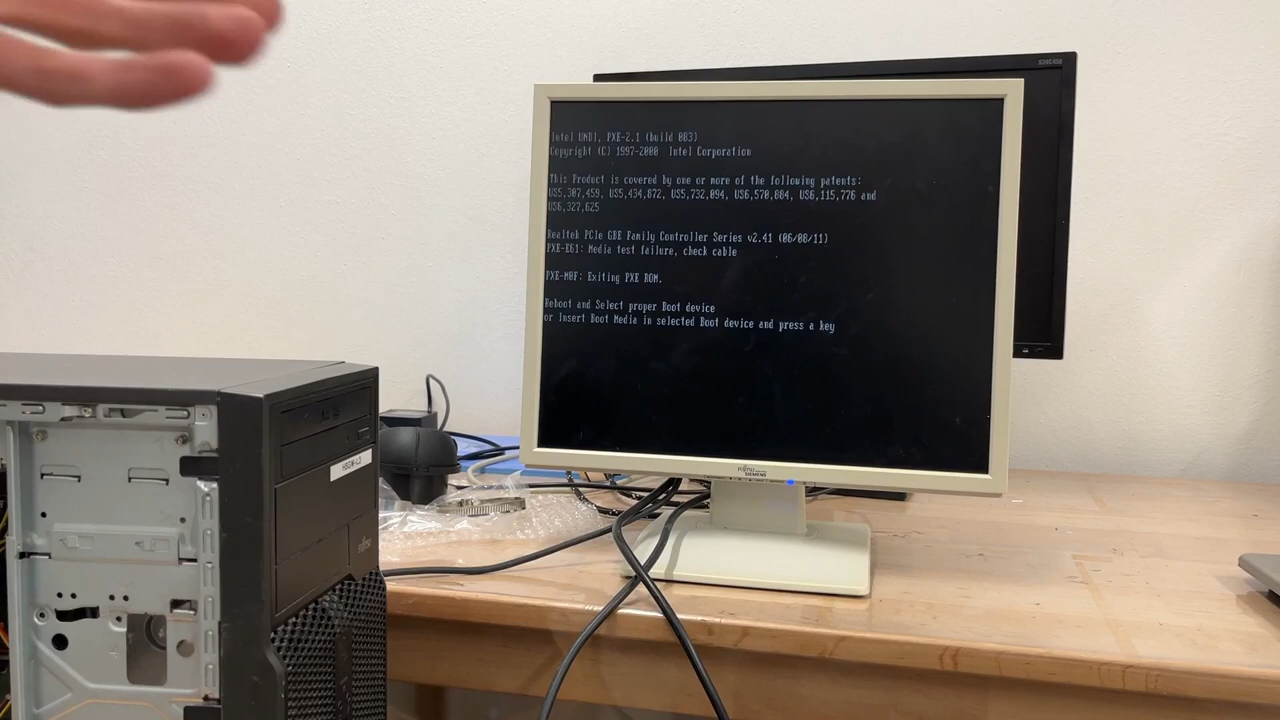 S24C450
Intel UNDI, PXE-2.1 (build 083)
Copyright (C) 1997-2000 Intel Corporation
This Product is covered by one or more of the following patents:
US5,307,459, US5,434,872, US5,732,094, US6,570,884, US6,115,776 and
US6,327,625
Realtek PCIe GBE Family Controller Series v2.41 (06/08/11)
PXE-E61: Media test failure, check cable
PXE-M0F: Exiting PXE ROM.
Reboot and Select proper Boot device
or Insert Boot Media in selected Boot device and press a key
FUJITSU
SIEMENS
FUJITSU